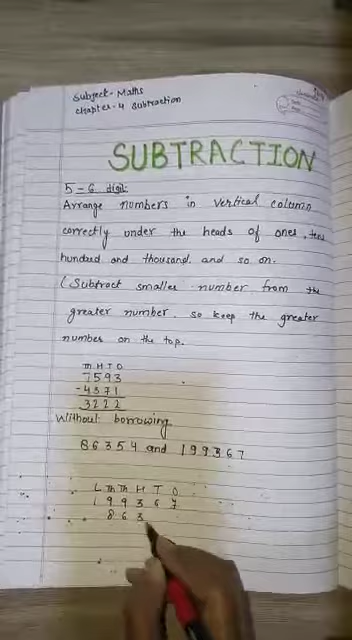 Subject- Maths
Chapter-4 Subtraction
SUBTRACTION
5-6 digit
Arrange numbers in vertical column
correctly under the heads of ones, tens
hundred and thousand and so on.
(Subtract smaller number from the
greater number. so keep the greater
number on the top.
Th H T O
7593
-4371
3222
Without borrowing
86354 and 199367
L Th Th H T O
1 9 9 3 6 7
8 6 3